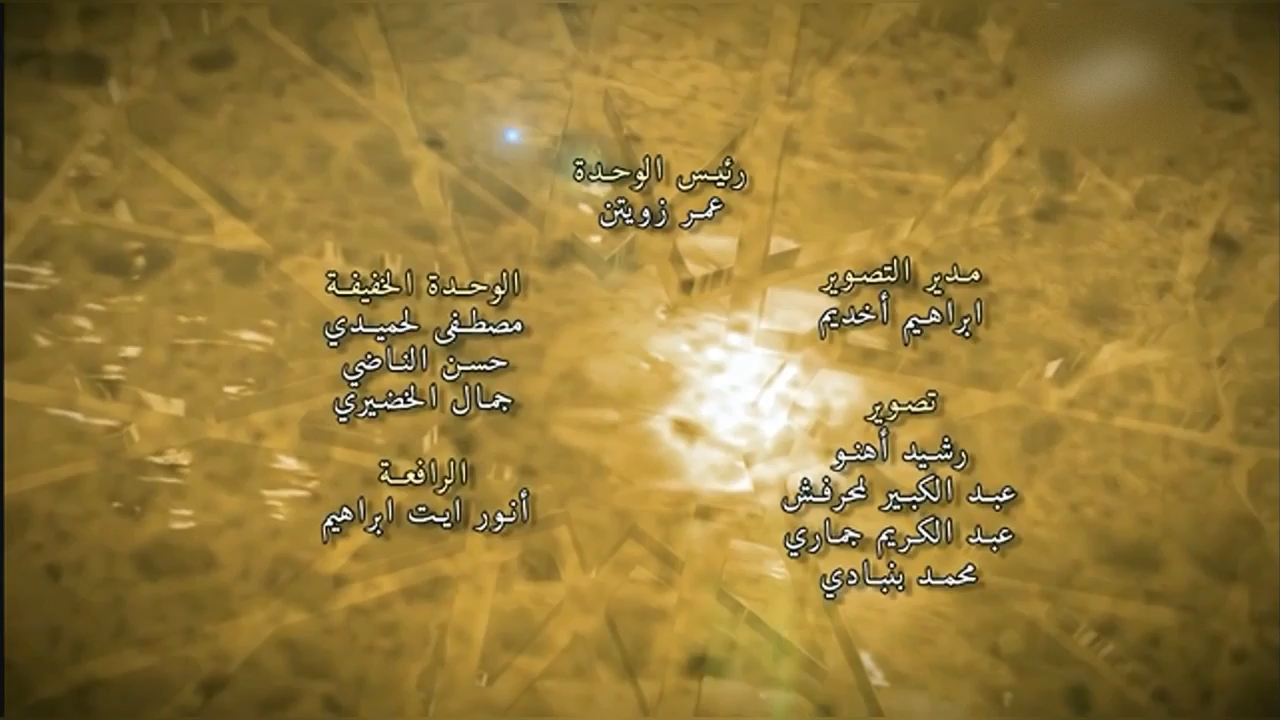 رئيس الوحدة
عمر زويتن
مدير التصوير
ابراهيم أخديم
تصوير
رشيد أهنو
عبد الكبير لمحرفش
عبد الكريم جماري
محمد بنبادي
الوحدة الخفيفة
مصطفى لحميدي
حسن الناضي
جمال الخضيري
الرافعة
أنور ايت ابراهيم